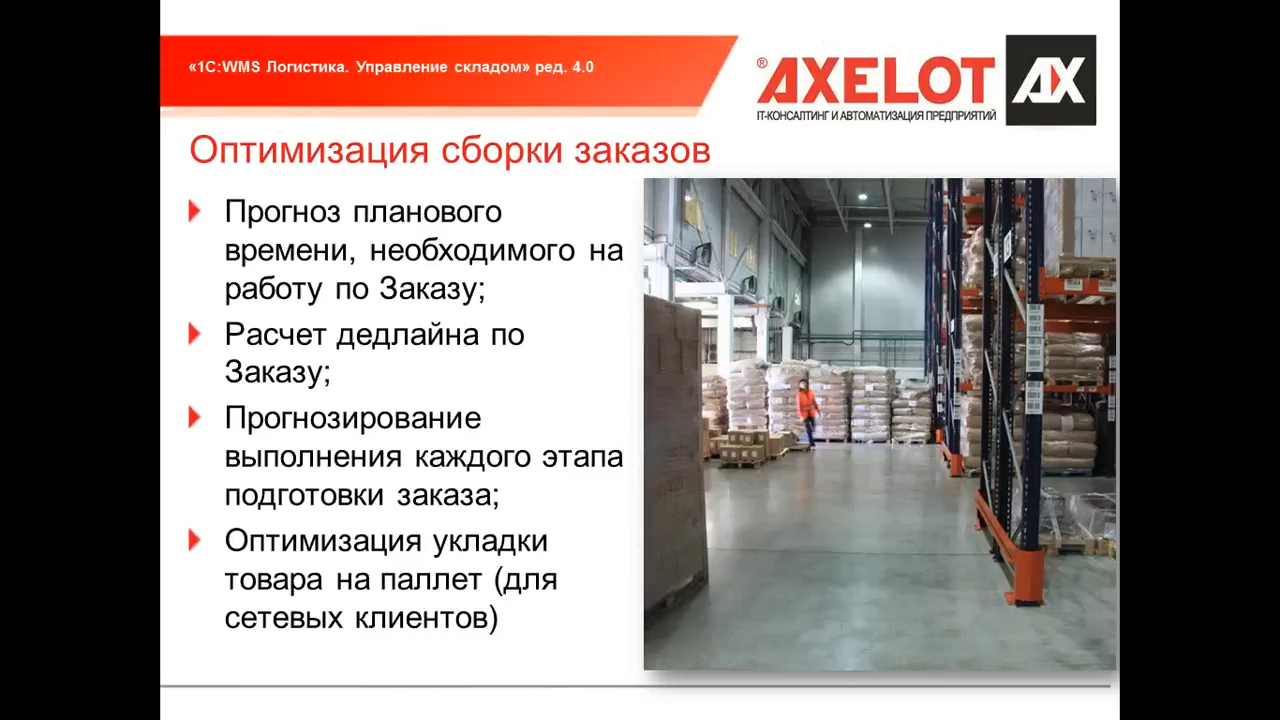 «1С:WMS Логистика. Управление складом» ред. 4.0
®AXELOT AX
IT-КОНСАЛТИНГ И АВТОМАТИЗАЦИЯ ПРЕДПРИЯТИЙ
Оптимизация сборки заказов
Прогноз планового
времени, необходимого на
работу по Заказу;
Расчет дедлайна по
Заказу;
Прогнозирование
выполнения каждого этапа
подготовки заказа;
Оптимизация укладки
товара на паллет (для
сетевых клиентов)